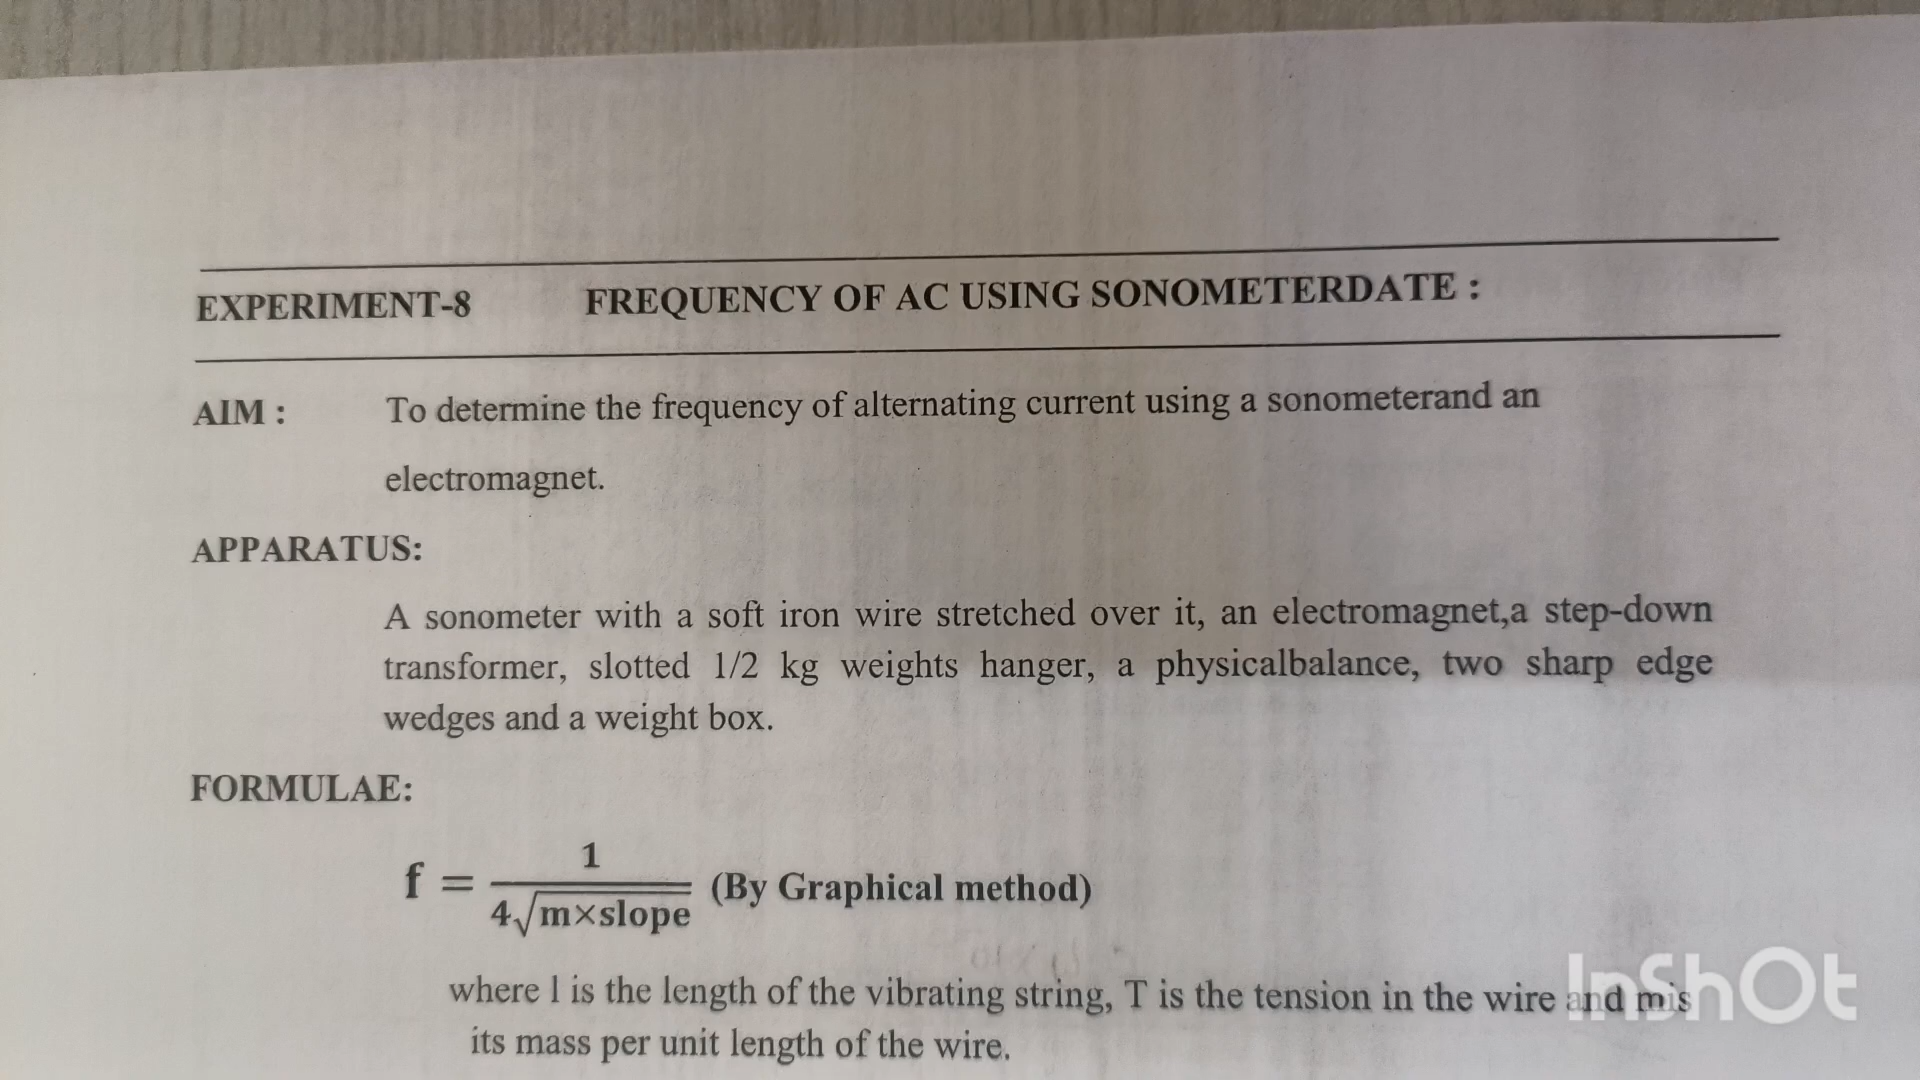 EXPERIMENT-8 FREQUENCY OF AC USING SONOMETERDATE :
AIM : To determine the frequency of alternating current using a sonometerand an
electromagnet.
APPARATUS:
A sonometer with a soft iron wire stretched over it, an electromagnet,a step-down
transformer, slotted 1/2 kg weights hanger, a physicalbalance, two sharp edge
wedges and a weight box.
FORMULAE:
f = 1 / 4√m×slope (By Graphical method)
where l is the length of the vibrating string, T is the tension in the wire and mis
its mass per unit length of the wire.
InShOt